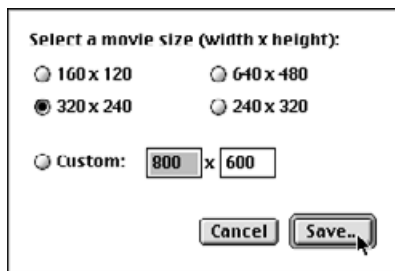 Select a movie size (width x height):
160 x 120 640 x 480
320 x 240 240 x 320
Custom: 800 x 600
Cancel Save...